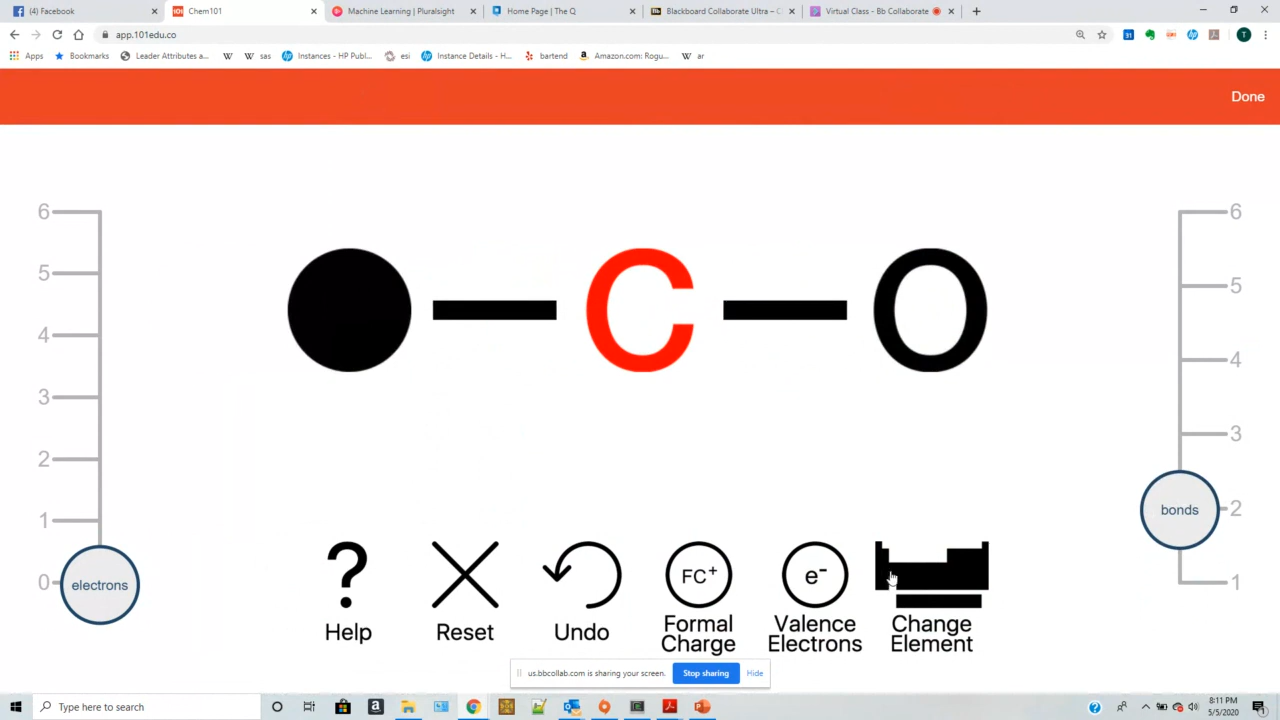 (4) Facebook
Chem101
Machine Learning | Pluralsight
Home Page | The Q
Blackboard Collaborate Ultra – C
Virtual Class - Bb Collaborate
app.101edu.co
Apps Bookmarks Leader Attributes a... sas Instances - HP Publ... esi Instance Details - H... bartend Amazon.com: Rogu... ar
Done
6
5
4
3
2
1
0
electrons
C O
6
5
4
3
2
1
bonds
? FC+ e-
Help Reset Undo Formal Charge Valence Electrons Change Element
us.bbcollab.com is sharing your screen. Stop sharing Hide
Type here to search
8:11 PM
5/5/2020